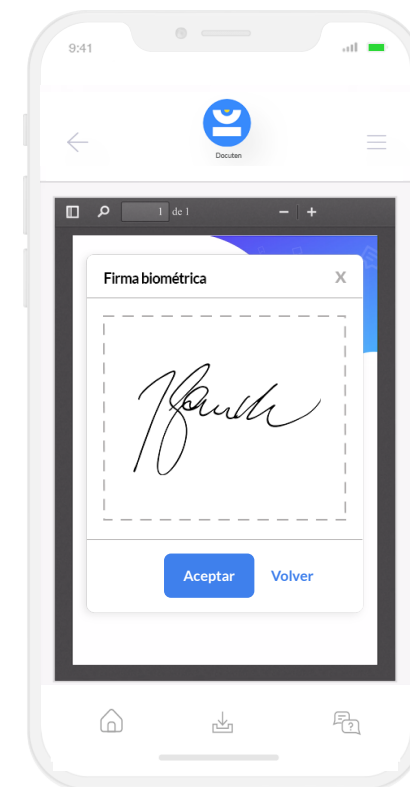 9:41
Docuten
1 de 1
Firma biométrica
X
Aceptar Volver